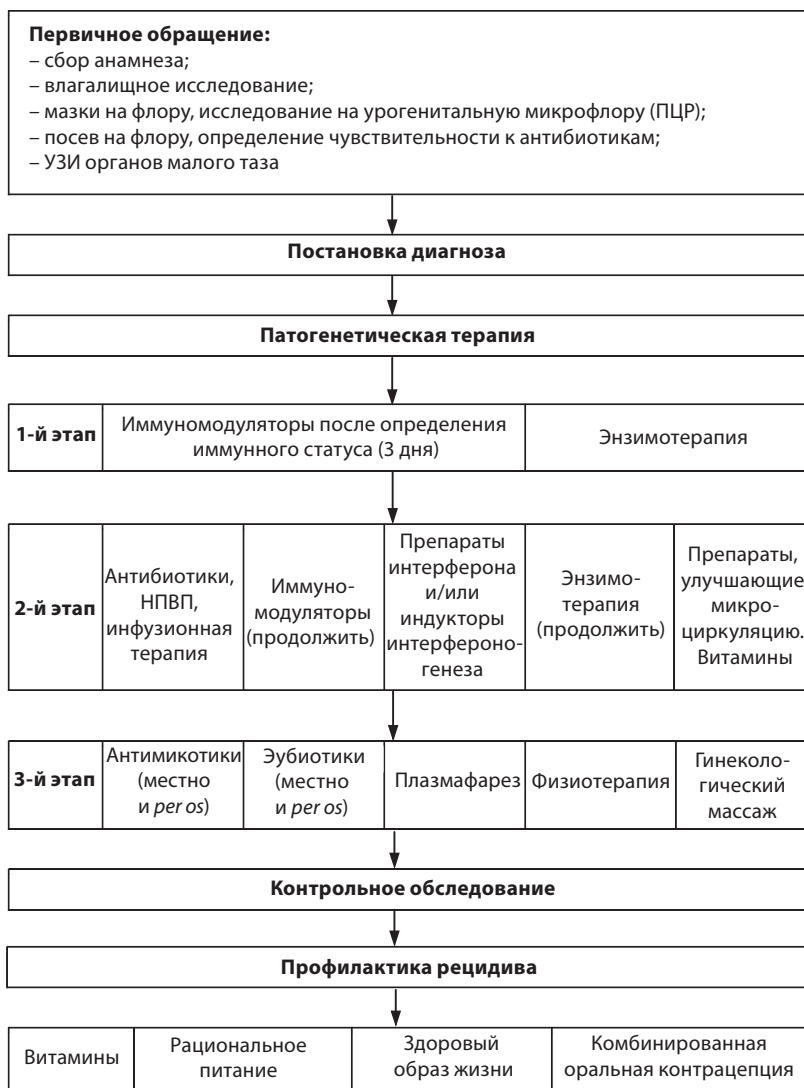 Первичное обращение:
– сбор анамнеза;
– влагалищное исследование;
– мазки на флору, исследование на урогенитальную микрофлору (ПЦР);
– посев на флору, определение чувствительности к антибиотикам;
– УЗИ органов малого таза
Постановка диагноза
Патогенетическая терапия
1-й этап
Иммуномодуляторы после определения
иммунного статуса (3 дня)
Энзимотерапия
2-й этап
Антибиотики,
НПВП,
инфузионная
терапия
Иммуно-
модуляторы
(продолжить)
Препараты
интерферона
и/или
индукторы
интерфероно-
генеза
Энзимо-
терапия
(продолжить)
Препараты,
улучшающие
микро-
циркуляцию.
Витамины
3-й этап
Антимикотики
(местно
и per os)
Эубиотики
(местно
и per os)
Плазмафарез
Физиотерапия
Гинеколо-
гический
массаж
Контрольное обследование
Профилактика рецидива
Витамины
Рациональное
питание
Здоровый
образ жизни
Комбинированная
оральная контрацепция